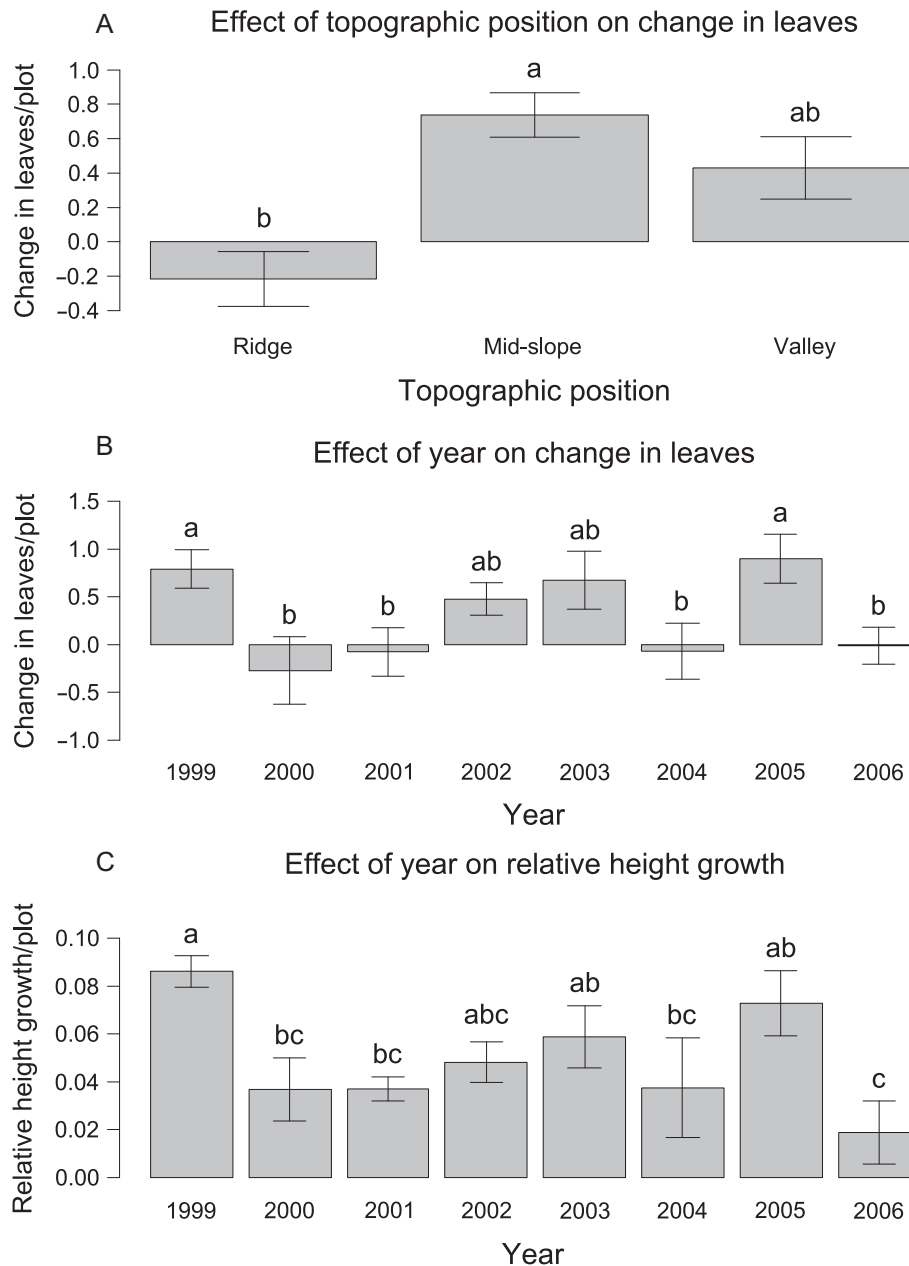 A Effect of topographic position on change in leaves
Change in leaves/plot
1.0
0.8
0.6
0.4
0.2
0.0
−0.2
−0.4
b
a
ab
Ridge Mid-slope Valley
Topographic position
B Effect of year on change in leaves
Change in leaves/plot
1.5
1.0
0.5
0.0
−0.5
−1.0
a b b ab ab b a b
1999 2000 2001 2002 2003 2004 2005 2006
Year
C Effect of year on relative height growth
Relative height growth/plot
0.10
0.08
0.06
0.04
0.02
0.00
a bc bc abc ab bc ab c
1999 2000 2001 2002 2003 2004 2005 2006
Year